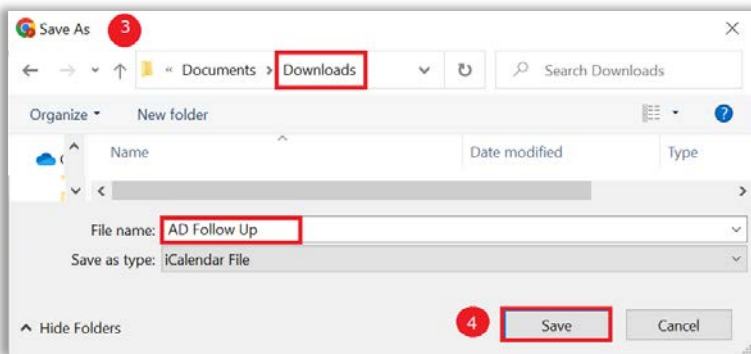 Save As 3
« Documents > Downloads Search Downloads
Organize New folder ?
Name Date modified Type
File name: AD Follow Up
Save as type: iCalendar File
Hide Folders 4 Save Cancel